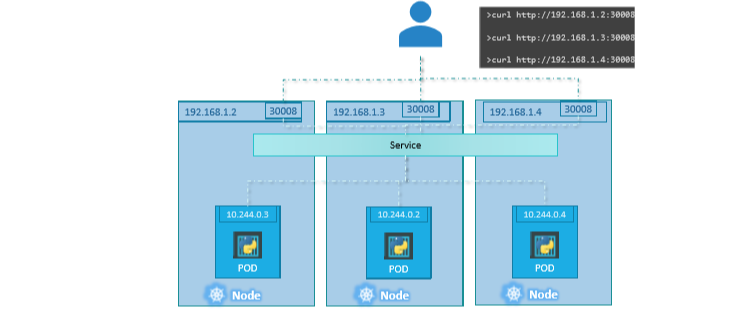 >curl http://192.168.1.2:30008
>curl http://192.168.1.3:30008
>curl http://192.168.1.4:30008
192.168.1.2 30008 192.168.1.3 30008 192.168.1.4 30008
Service
10.244.0.3 10.244.0.2 10.244.0.4
POD POD POD
Node Node Node